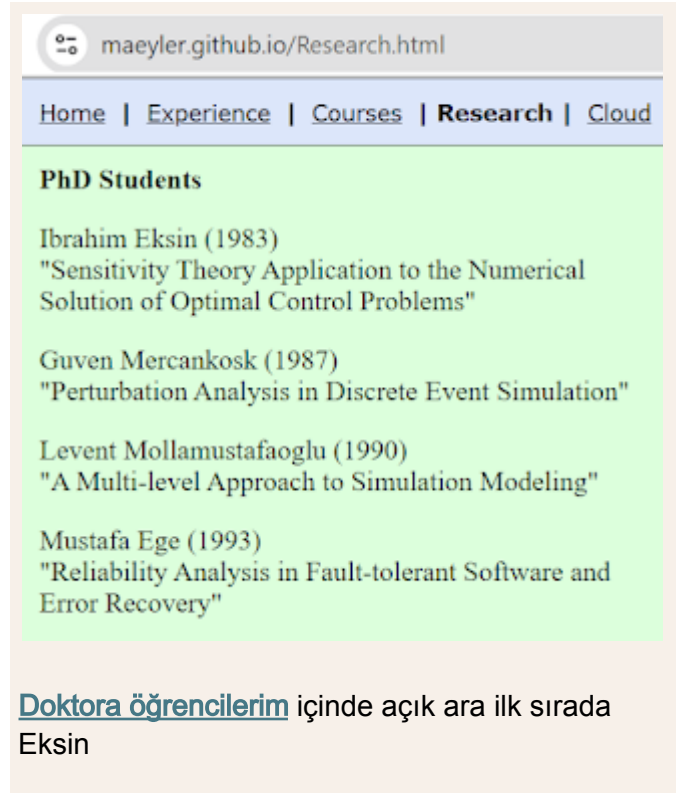 maeyler.github.io/Research.html
Home | Experience | Courses | Research | Cloud
PhD Students
Ibrahim Eksin (1983)
"Sensitivity Theory Application to the Numerical
Solution of Optimal Control Problems"
Guven Mercankosk (1987)
"Perturbation Analysis in Discrete Event Simulation"
Levent Mollamustafaoglu (1990)
"A Multi-level Approach to Simulation Modeling"
Mustafa Ege (1993)
"Reliability Analysis in Fault-tolerant Software and
Error Recovery"
Doktora öğrencilerim içinde açık ara ilk sırada
Eksin